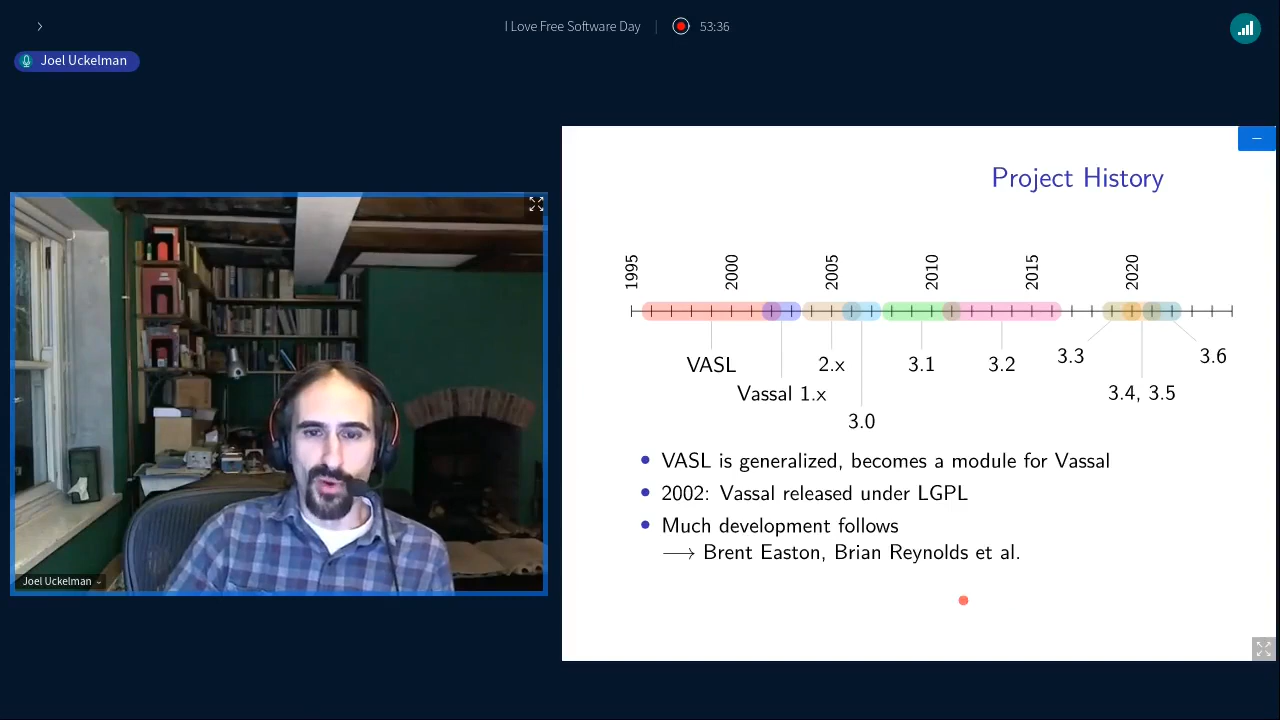 I Love Free Software Day
53:36
Joel Uckelman
Joel Uckelman
Project History
1995 2000 2005 2010 2015 2020
VASL 2.x 3.1 3.2 3.3 3.6
Vassal 1.x 3.4, 3.5
3.0
VASL is generalized, becomes a module for Vassal
2002: Vassal released under LGPL
Much development follows
⟶ Brent Easton, Brian Reynolds et al.